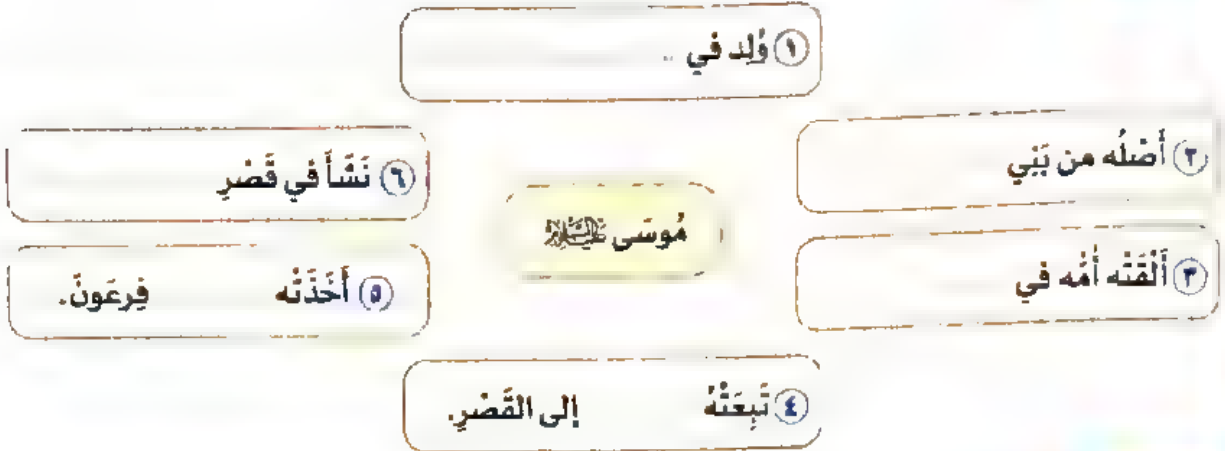 ١ وُلِد في ..
٢ أَصْلُه من بَنِي
٣ أَلْقَتْه أُمُّه في
٤ تَبِعَتْهُ إلى القَصْرِ.
٥ أَخَذَتْه فِرعَونَ.
٦ نَشَأَ في قَصْرِ
مُوسَى عليه السلام